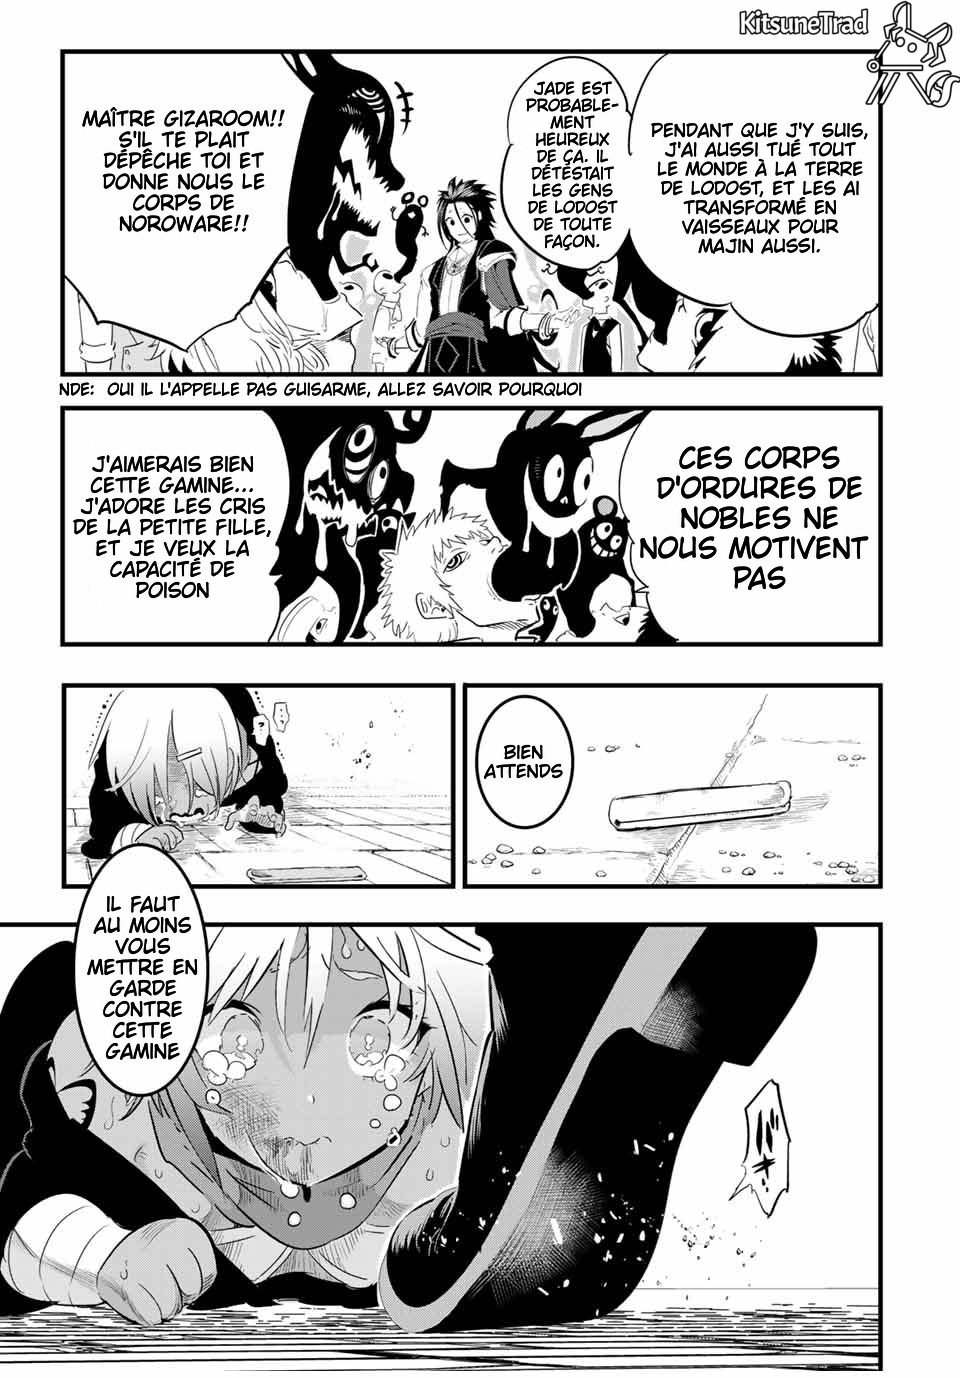 KitsuneTrad
PENDANT QUE J'Y SUIS,
J'AI AUSSI TUÉ TOUT
LE MONDE À LA TERRE
DE LODOST, ET LES AI
TRANSFORMÉ EN
VAISSEAUX POUR
MAJIN AUSSI.
JADE EST
PROBABLE-
MENT
HEUREUX
DE ÇA. IL
DÉTÉSTAIT
LES GENS
DE LODOST
DE TOUTE
FAÇON.
MAÎTRE GIZAROOM!!
S'IL TE PLAIT
DÉPÊCHE TOI ET
DONNE NOUS LE
CORPS DE
NOROWARE!!
NDE: OUI IL L'APPELLE PAS GUISARME, ALLEZ SAVOIR POURQUOI
CES CORPS
D'ORDURES DE
NOBLES NE
NOUS MOTIVENT
PAS
J'AIMERAIS BIEN
CETTE GAMINE...
J'ADORE LES CRIS
DE LA PETITE FILLE,
ET JE VEUX LA
CAPACITÉ DE
POISON
BIEN
ATTENDS
IL FAUT
AU MOINS
VOUS
METTRE EN
GARDE
CONTRE
CETTE
GAMINE